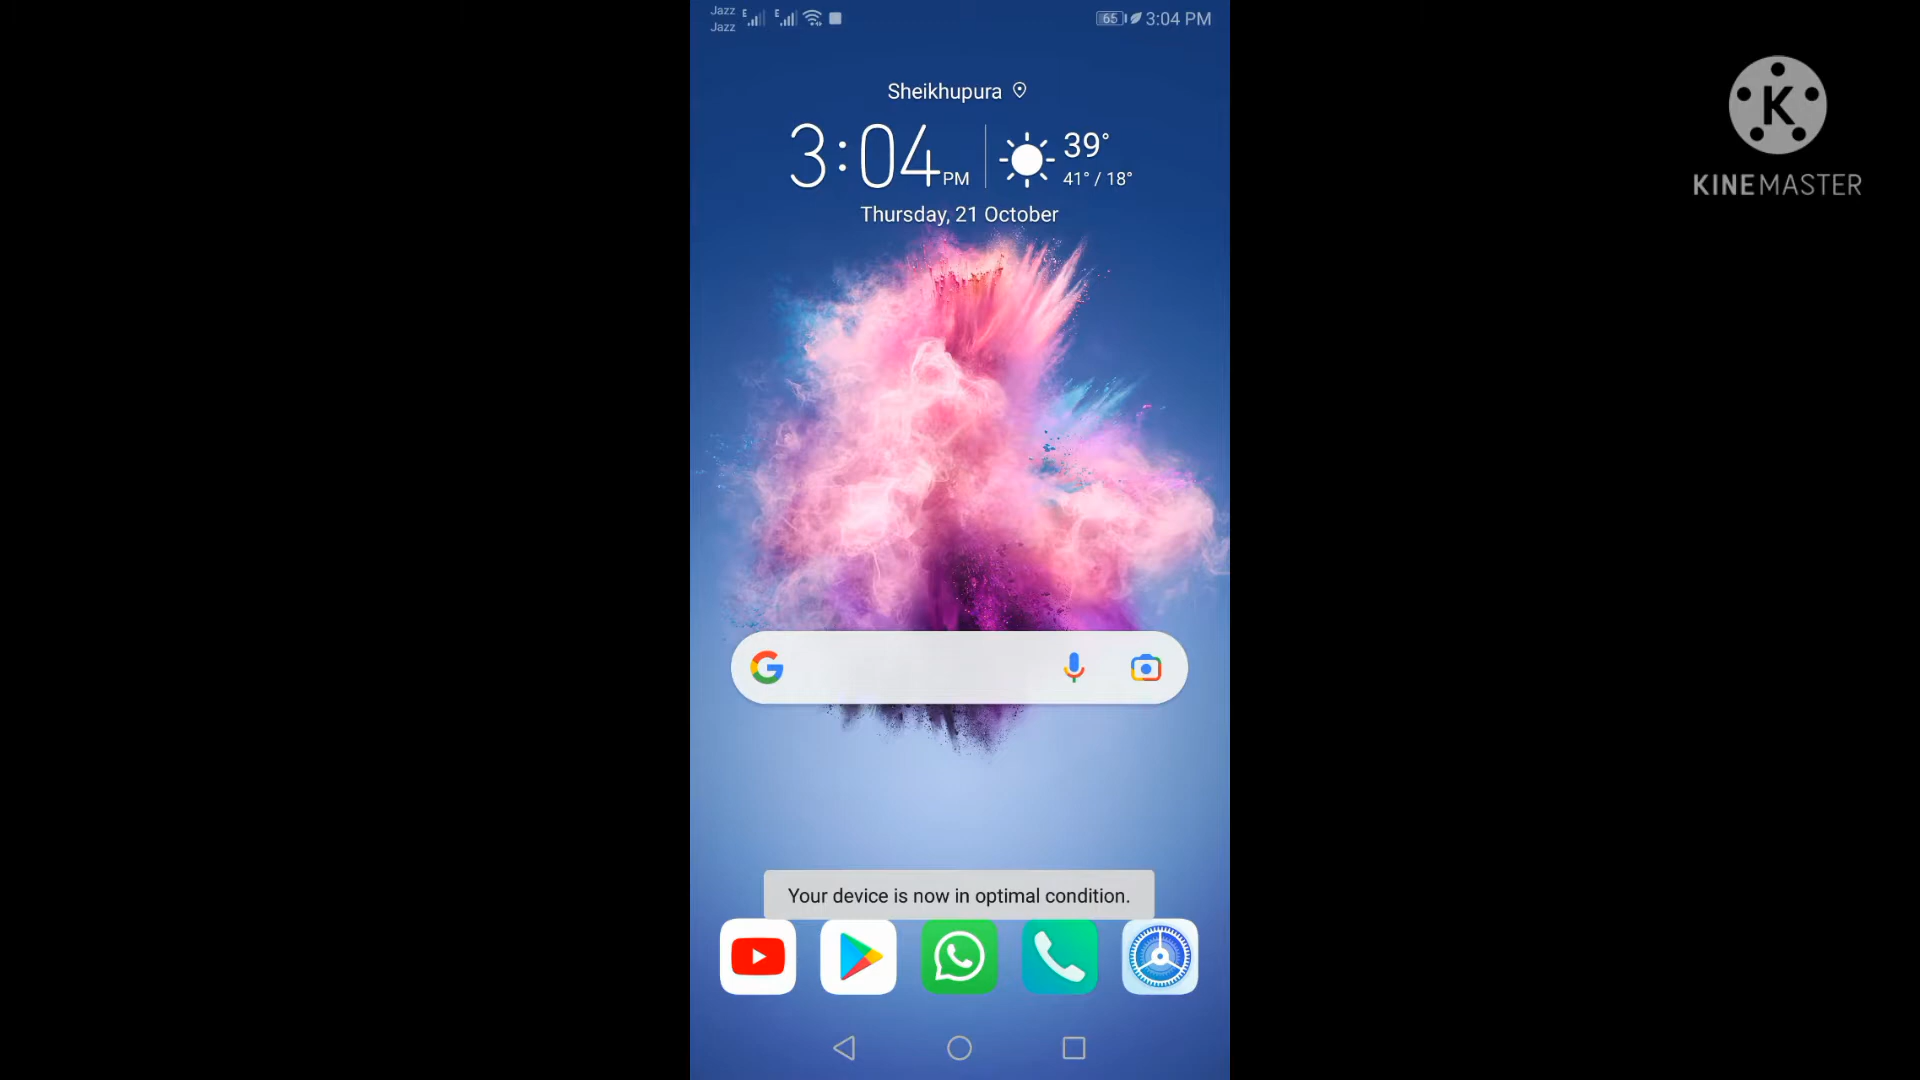 Jazz
Jazz
E
E
65
3:04 PM
Sheikhupura
3:04 PM
39°
41° / 18°
Thursday, 21 October
K
KINEMASTER
G
Your device is now in optimal condition.